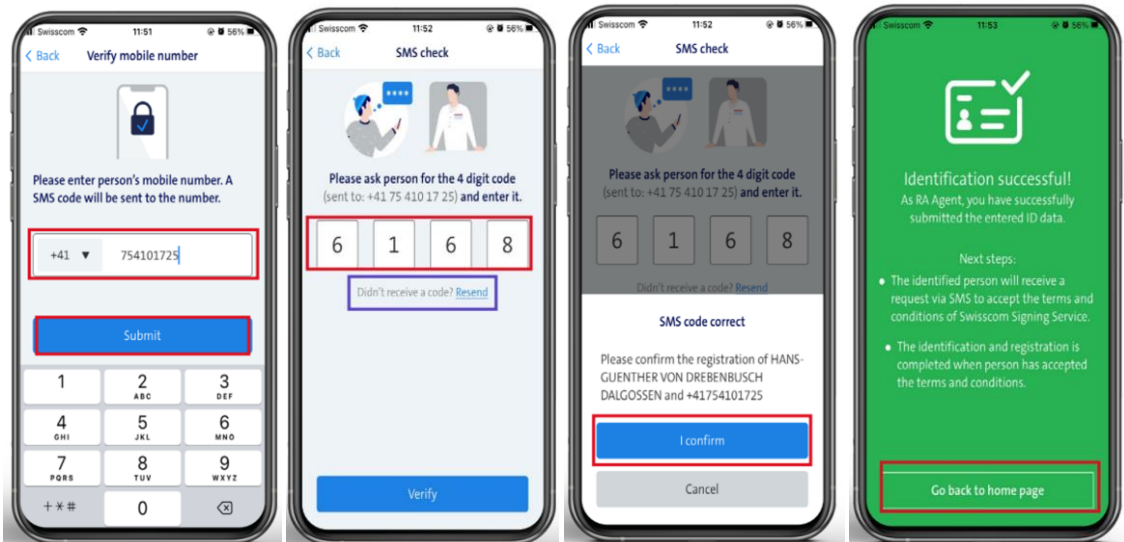 Swisscom 11:51 56%
Back Verify mobile number
Please enter person's mobile number. A
SMS code will be sent to the
number.
+41 ▼ 754101725
Submit
1 2 3
ABC DEF
4 5 6
GHI JKL MNO
7 8 9
PQRS TUV WXYZ
+*# 0
Swisscom 11:52 56%
Back SMS check
Please ask person for the 4 digit code
(sent to: +41 75 410 17 25) and enter it.
6 1 6 8
Didn't receive a code? Resend
Verify
Swisscom 11:52 56%
Back SMS check
Please ask person for the 4 digit code
(sent to: +41 75 410 17 25) and enter it.
6 1 6 8
Didn't receive a code? Resend
SMS code correct
Please confirm the registration of HANS-
GUENTHER VON DREBENBUSCH
DALGOSSEN and +41754101725
I confirm
Cancel
Swisscom 11:53 56%
Identification successful!
As RA Agent, you have successfully
submitted the entered ID data.
Next steps:
• The identified person will receive a
request via SMS to accept the terms and
conditions of Swisscom Signing Service.
• The identification and registration is
completed when person has accepted
the terms and conditions.
Go back to home page